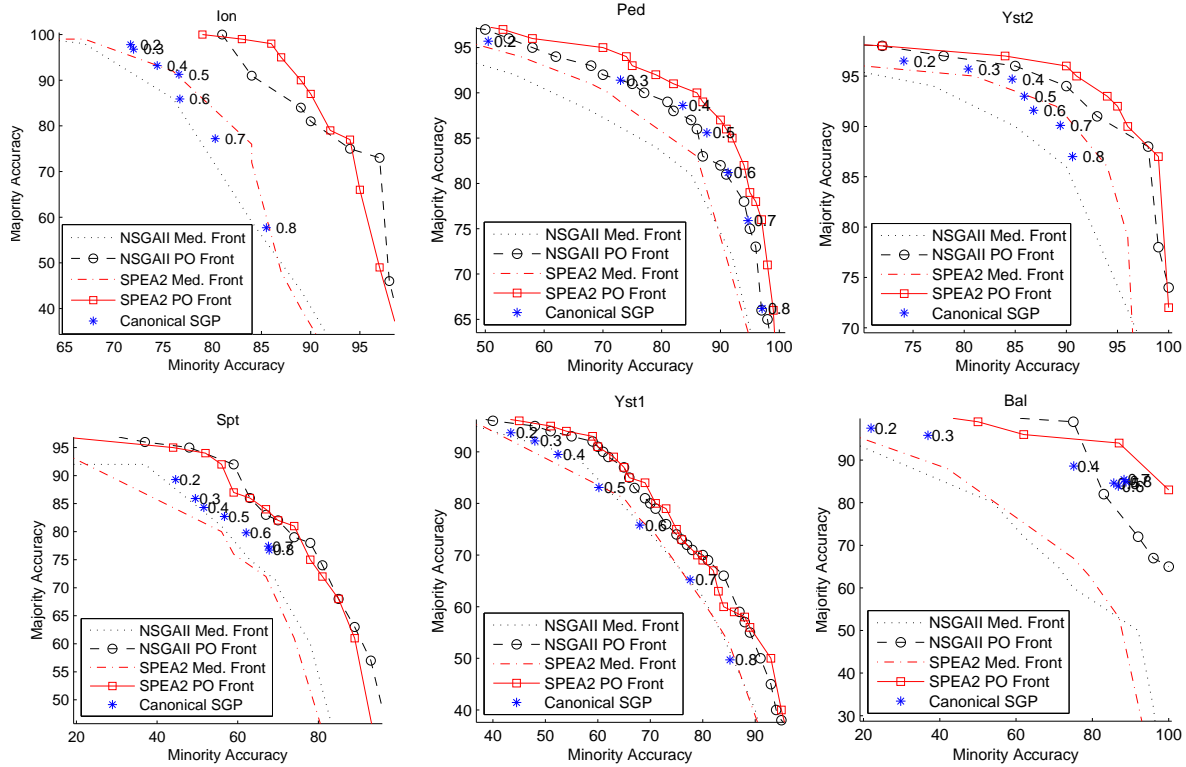 Ion
Majority Accuracy
100
90
80
70
60
50
40
0.2
0.3
0.4
0.5
0.6
0.7
0.8
NSGAII Med. Front
NSGAII PO Front
SPEA2 Med. Front
SPEA2 PO Front
Canonical SGP
65 70 75 80 85 90 95
Minority Accuracy
Ped
Majority Accuracy
95
90
85
80
75
70
65
0.2
0.3
0.4
0.5
0.6
0.7
0.8
NSGAII Med. Front
NSGAII PO Front
SPEA2 Med. Front
SPEA2 PO Front
Canonical SGP
50 60 70 80 90 100
Minority Accuracy
Yst2
Majority Accuracy
95
90
85
80
75
70
0.2
0.3
0.4
0.5
0.6
0.7
0.8
NSGAII Med. Front
NSGAII PO Front
SPEA2 Med. Front
SPEA2 PO Front
Canonical SGP
75 80 85 90 95 100
Minority Accuracy
Spt
Majority Accuracy
95
90
85
80
75
70
65
60
55
50
0.2
0.3
0.4
0.5
0.6
0.7
0.8
NSGAII Med. Front
NSGAII PO Front
SPEA2 Med. Front
SPEA2 PO Front
Canonical SGP
20 40 60 80
Minority Accuracy
Yst1
Majority Accuracy
90
80
70
60
50
40
0.2
0.3
0.4
0.5
0.6
0.7
0.8
NSGAII Med. Front
NSGAII PO Front
SPEA2 Med. Front
SPEA2 PO Front
Canonical SGP
40 50 60 70 80 90
Minority Accuracy
Bal
Majority Accuracy
90
80
70
60
50
40
30
0.2
0.3
0.4
0.7
NSGAII Med. Front
NSGAII PO Front
SPEA2 Med. Front
SPEA2 PO Front
Canonical SGP
20 40 60 80 100
Minority Accuracy